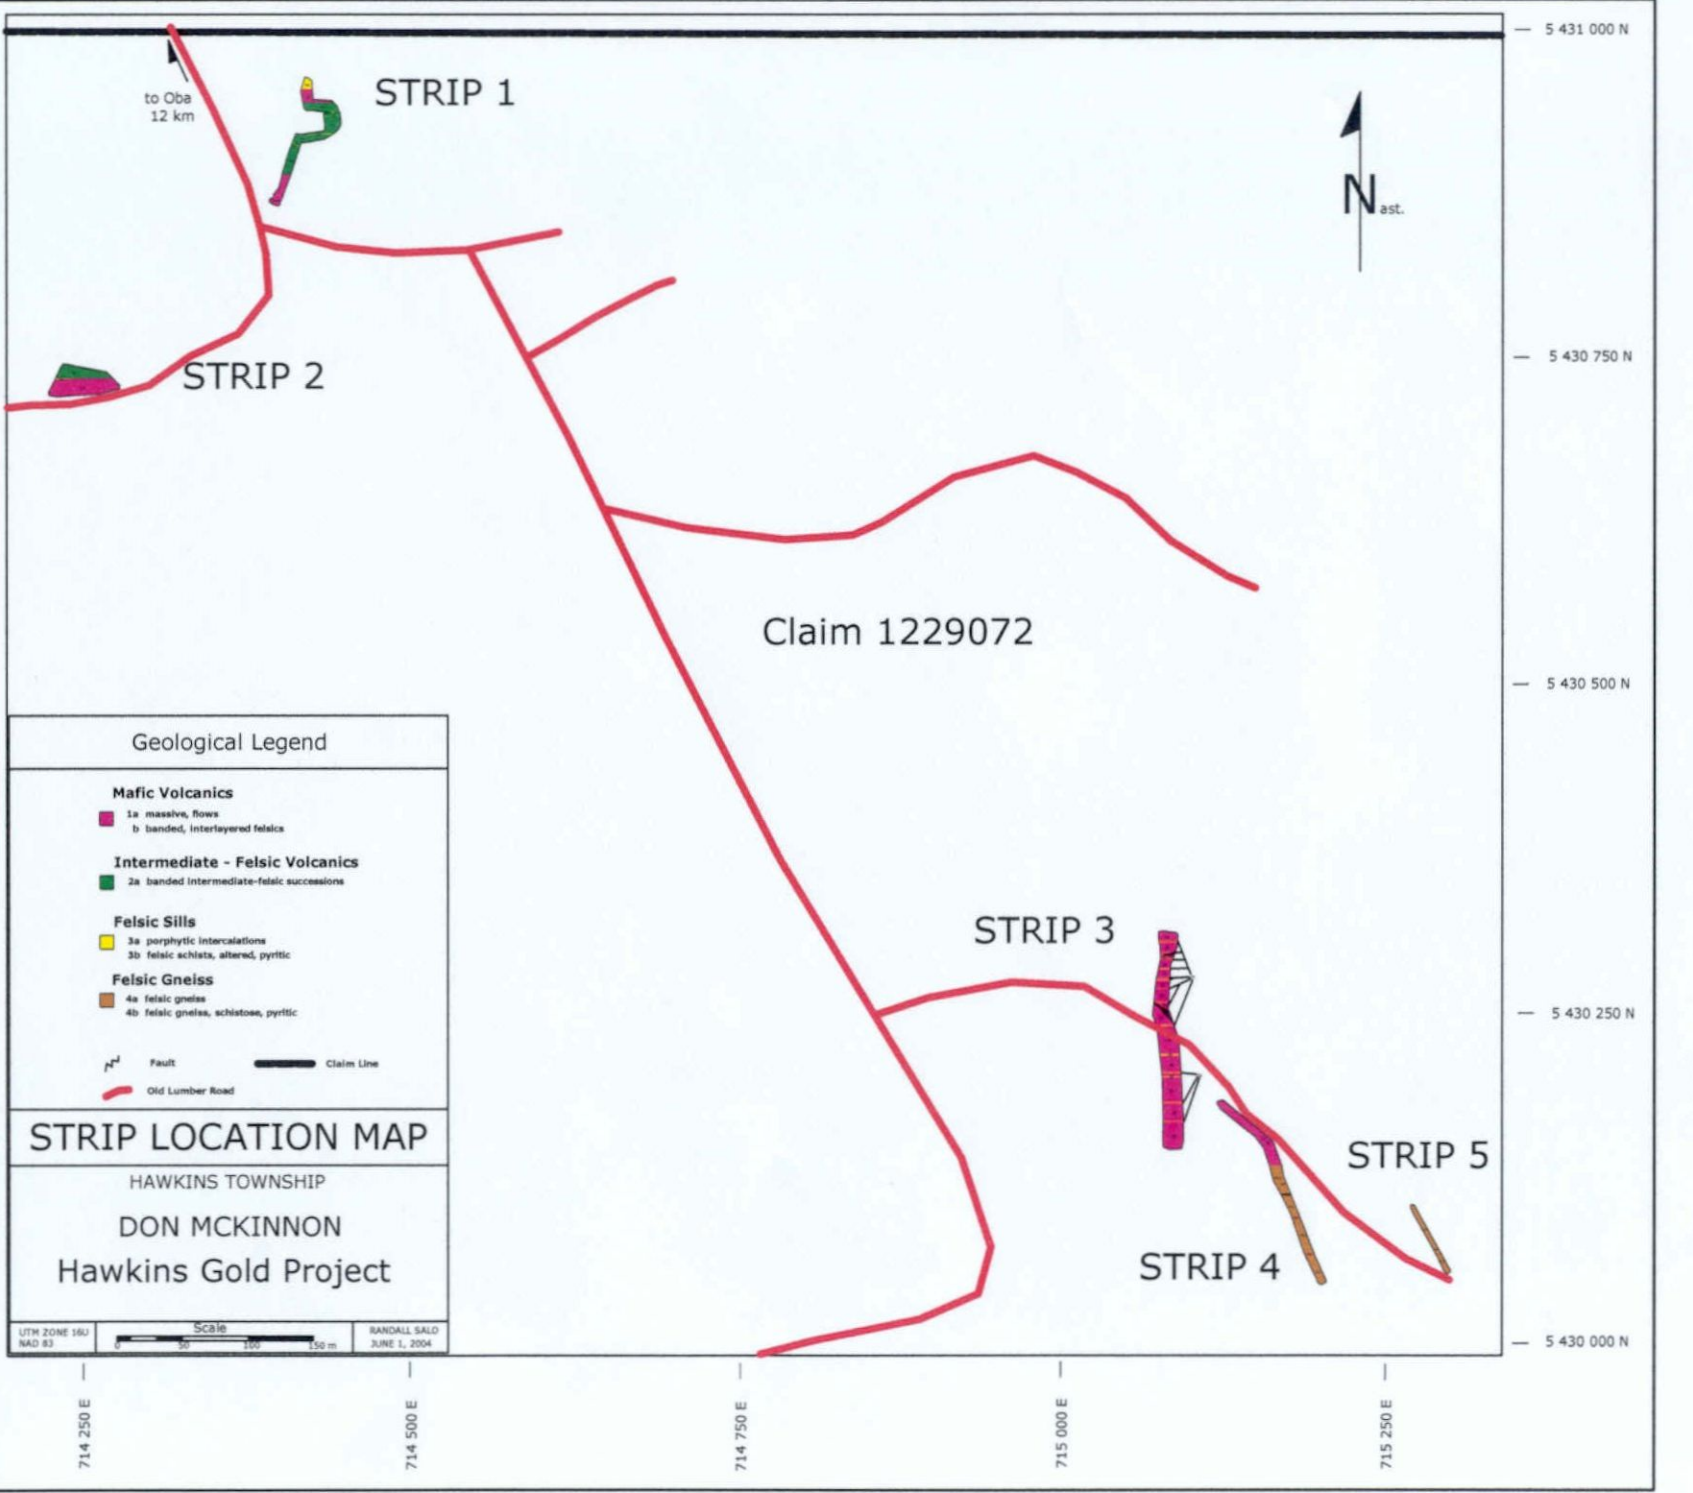 5 431 000 N
to Oba
12 km
STRIP 1
N ast.
STRIP 2
5 430 750 N
Claim 1229072
5 430 500 N
Geological Legend
Mafic Volcanics
1a massive, flows
b banded, interlayered felsics
Intermediate - Felsic Volcanics
2a banded intermediate-felsic successions
Felsic Sills
3a porphytic intercalations
3b felsic schists, altered, pyritic
Felsic Gneiss
4a felsic gneiss
4b felsic gneiss, schistose, pyritic
Fault
Claim Line
Old Lumber Road
STRIP 3
5 430 250 N
STRIP LOCATION MAP
HAWKINS TOWNSHIP
DON MCKINNON
Hawkins Gold Project
STRIP 5
STRIP 4
UTM ZONE 16U
NAD 83
Scale
0 50 100 150 m
RANDALL SALO
JUNE 1, 2004
5 430 000 N
714 250 E
714 500 E
714 750 E
715 000 E
715 250 E